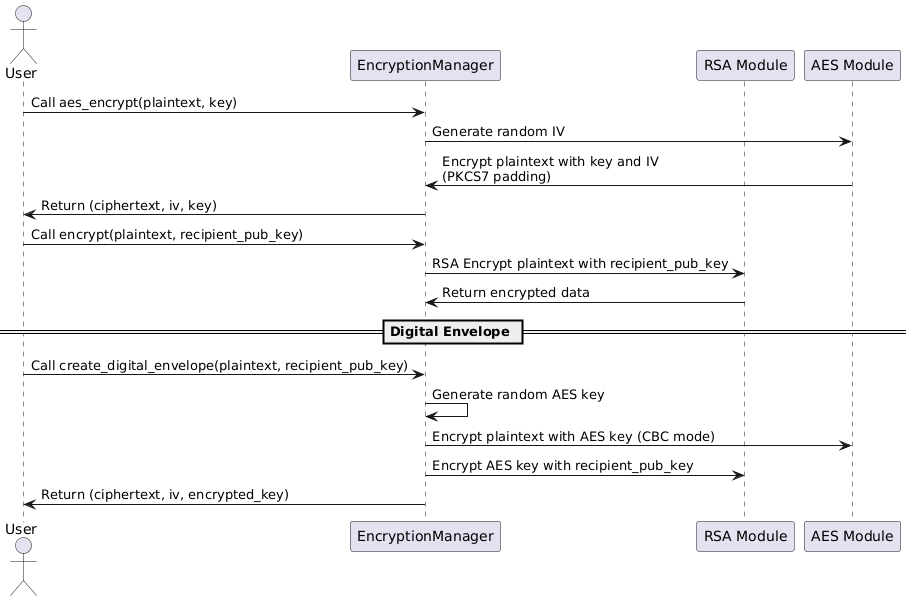 User
EncryptionManager
RSA Module
AES Module
Call aes_encrypt(plaintext, key)
Generate random IV
Encrypt plaintext with key and IV
(PKCS7 padding)
Return (ciphertext, iv, key)
Call encrypt(plaintext, recipient_pub_key)
RSA Encrypt plaintext with recipient_pub_key
Return encrypted data
Digital Envelope
Call create_digital_envelope(plaintext, recipient_pub_key)
Generate random AES key
Encrypt plaintext with AES key (CBC mode)
Encrypt AES key with recipient_pub_key
Return (ciphertext, iv, encrypted_key)
User
EncryptionManager
RSA Module
AES Module